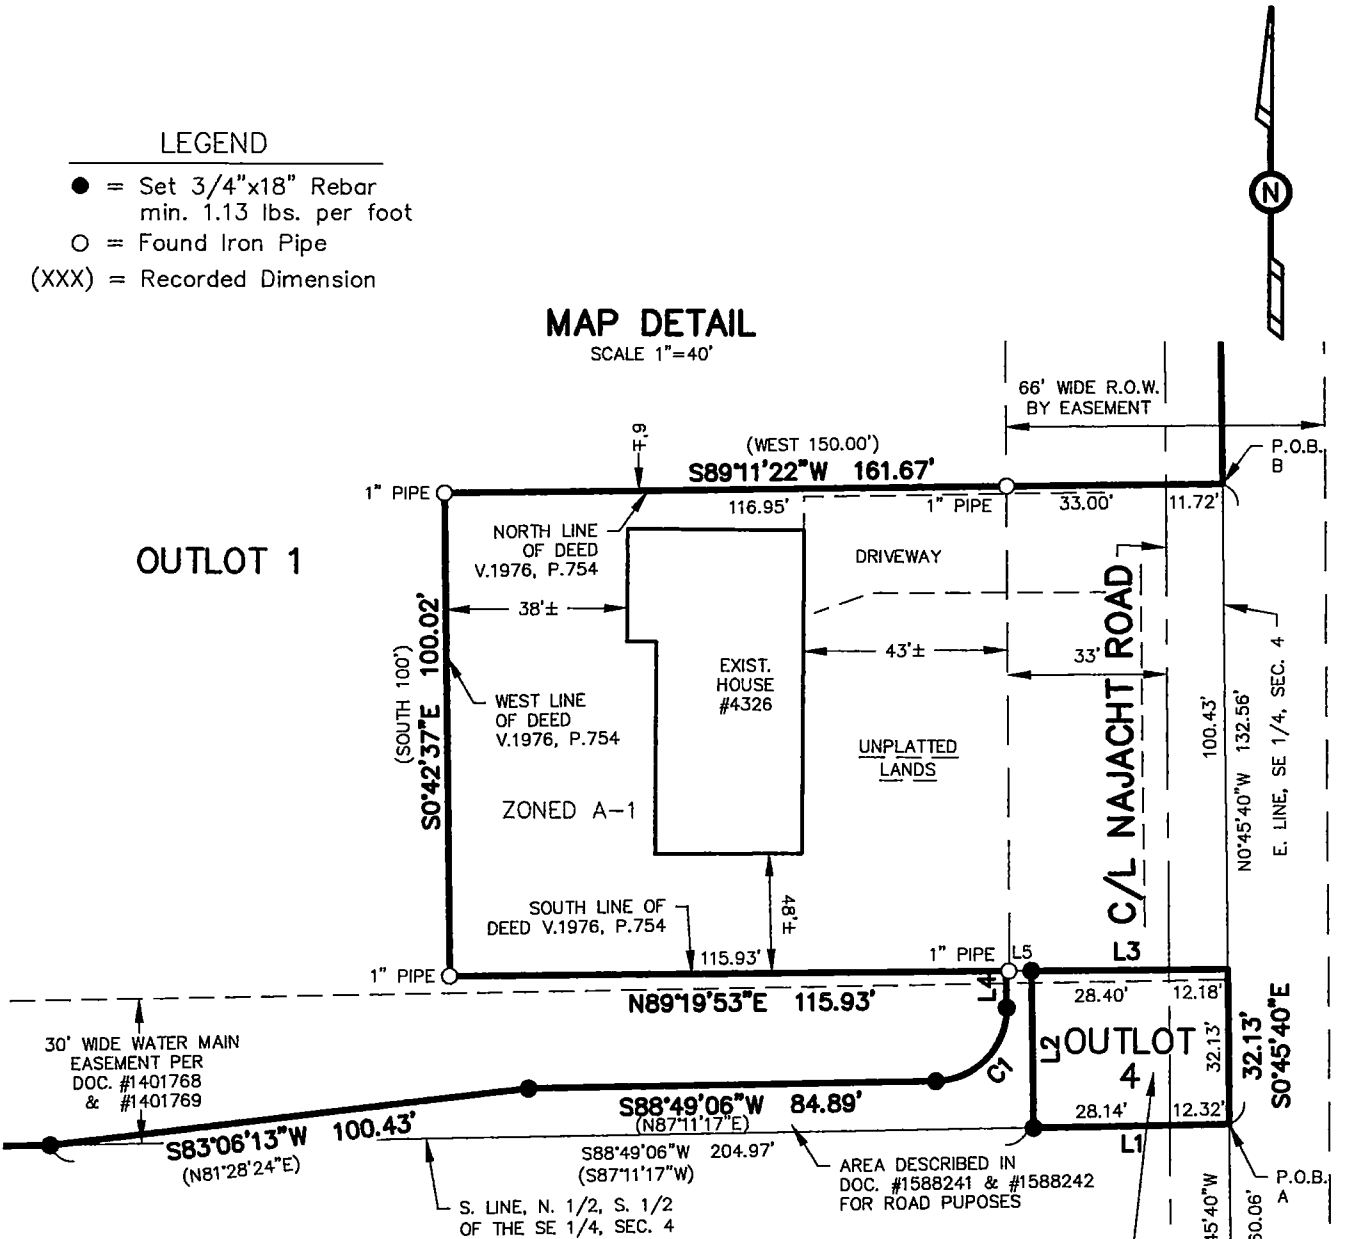 LEGEND
● = Set 3/4"x18" Rebar
min. 1.13 lbs. per foot
○ = Found Iron Pipe
(XXX) = Recorded Dimension
N
MAP DETAIL
SCALE 1"=40'
66' WIDE R.O.W.
BY EASEMENT
P.O.B.
B
(WEST 150.00')
S89°11'22"W 161.67'
6'±
1" PIPE
116.95'
1" PIPE
33.00'
11.72'
OUTLOT 1
NORTH LINE
OF DEED
V.1976, P.754
DRIVEWAY
38'±
43'±
33'
EXIST.
HOUSE
#4326
(SOUTH 100')
S0°42'37"E 100.02'
WEST LINE
OF DEED
V.1976, P.754
UNPLATTED
LANDS
ZONED A-1
C/L NAJACHT ROAD
100.43'
N0°45'40"W 132.56'
E. LINE, SE 1/4, SEC. 4
SOUTH LINE OF
DEED V.1976, P.754
48'±
115.93'
1" PIPE
L5
L3
1" PIPE
N89°19'53"E 115.93'
L4
28.40'
12.18'
30' WIDE WATER MAIN
EASEMENT PER
DOC. #1401768
& #1401769
C1
L2
OUTLOT
4
32.13'
32.13'
S0°45'40"E
S88°49'06"W 84.89'
(N87°11'17"E)
28.14'
12.32'
L1
S83°06'13"W 100.43'
(N81°28'24"E)
S88°49'06"W 204.97'
(S87°11'17"W)
AREA DESCRIBED IN
DOC. #1588241 & #1588242
FOR ROAD PUPOSES
P.O.B.
A
S. LINE, N. 1/2, S. 1/2
OF THE SE 1/4, SEC. 4
45'40"W
60.06'